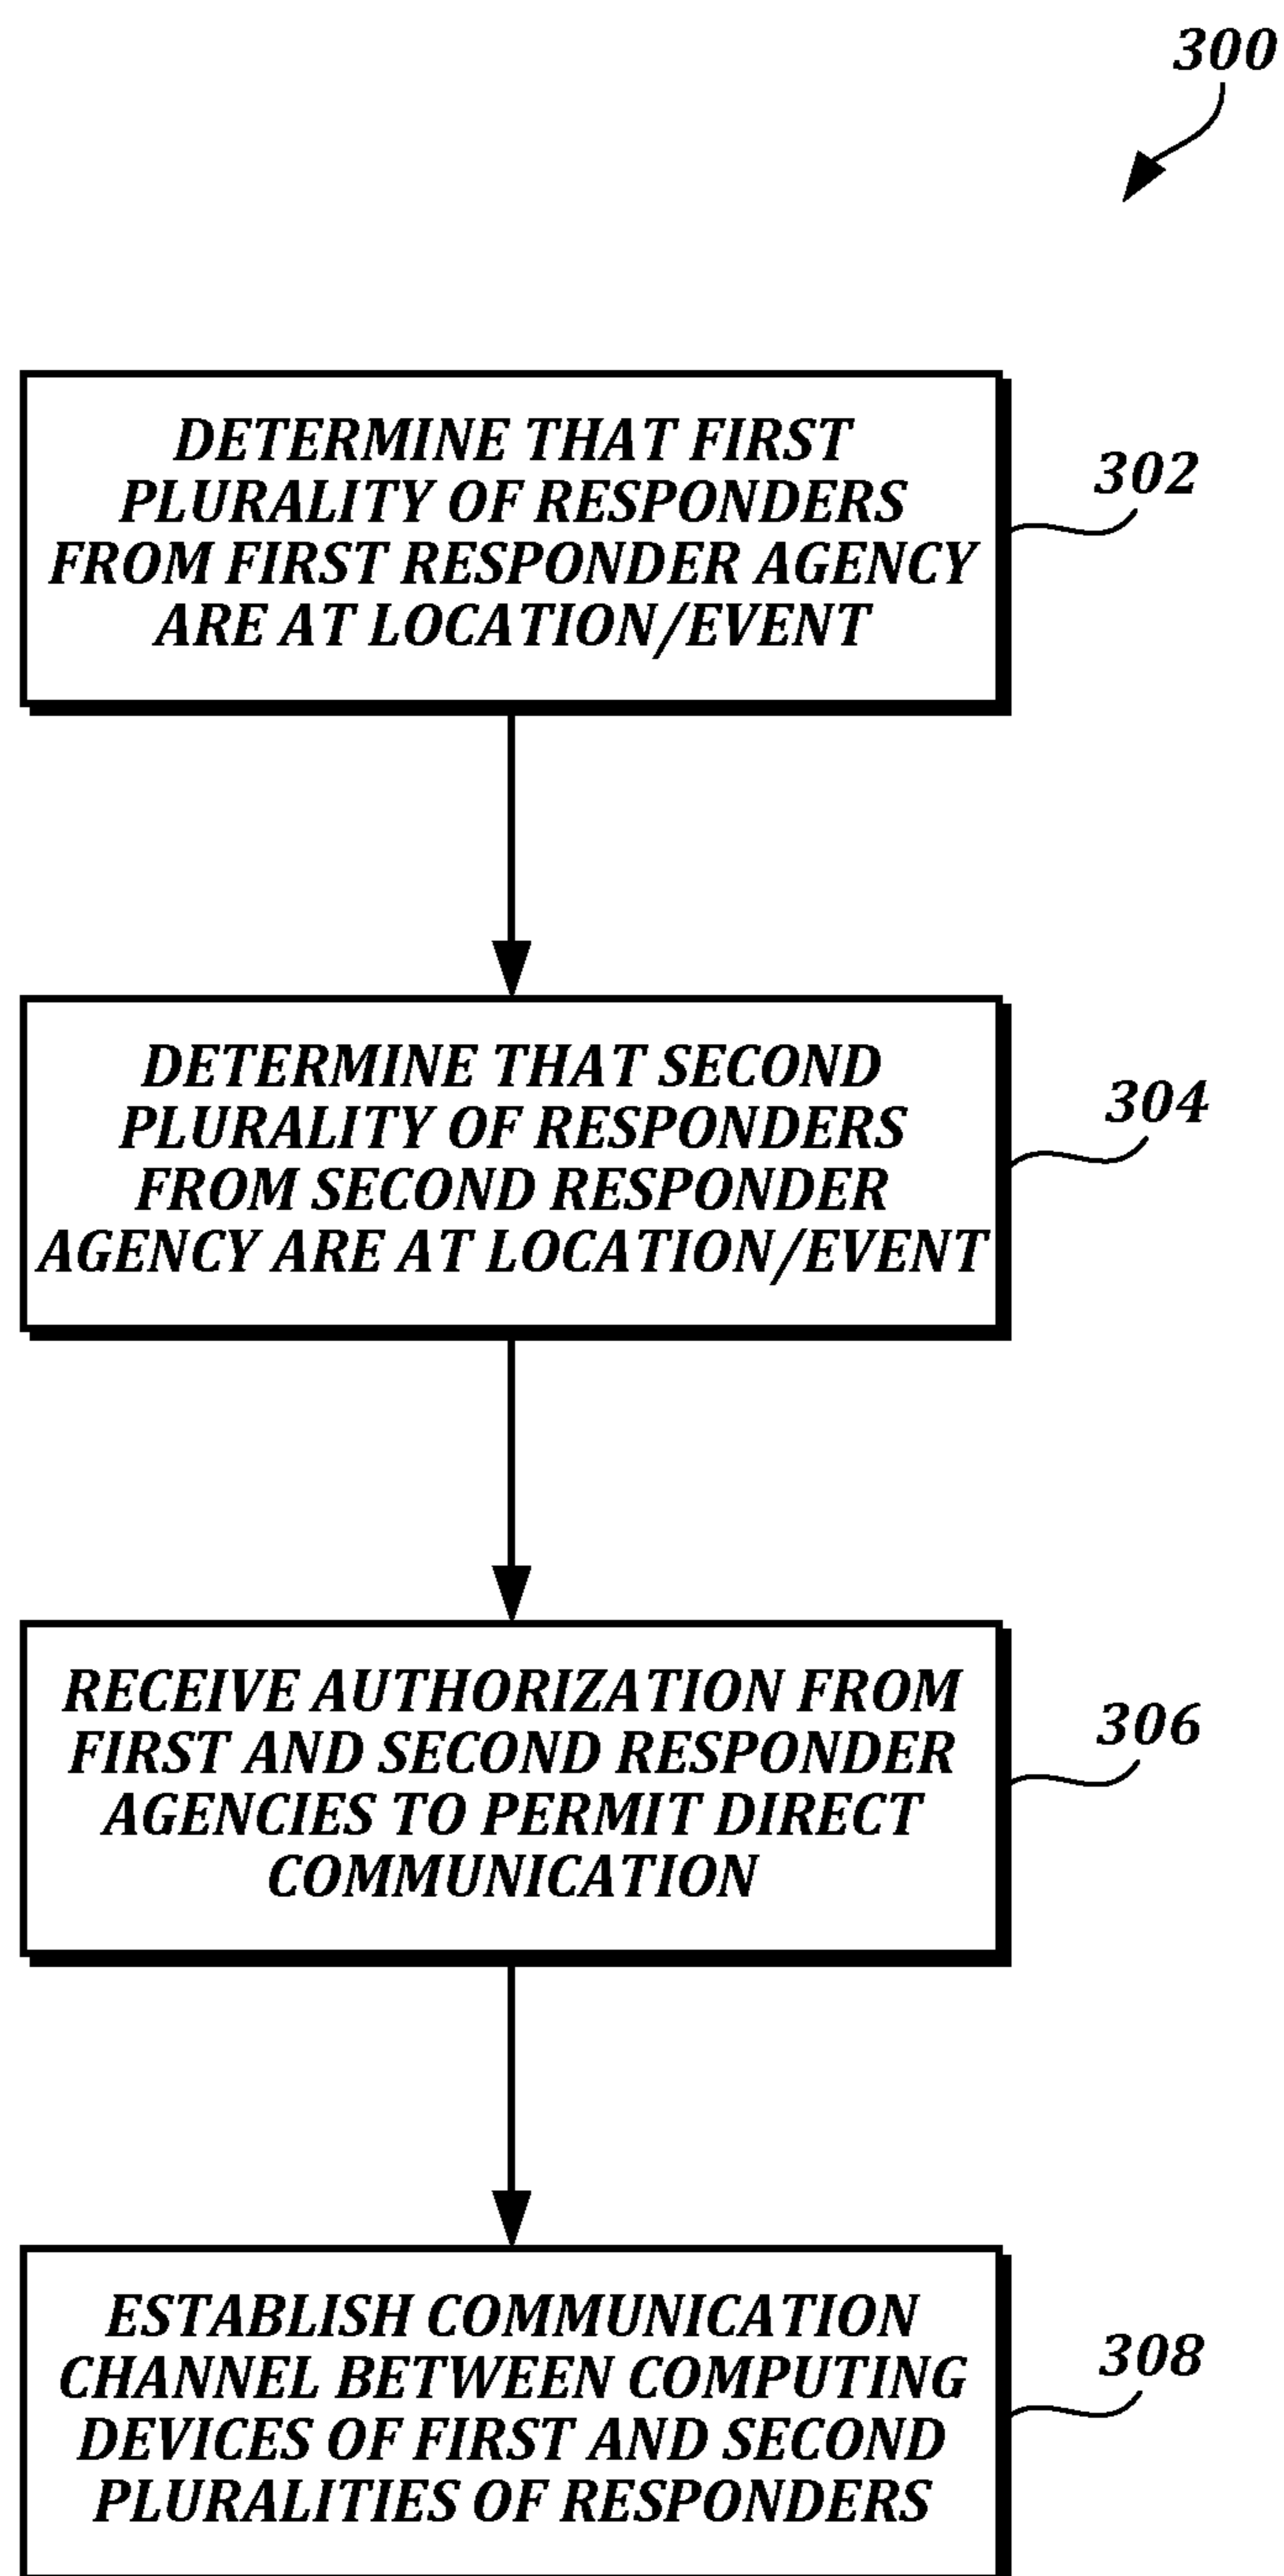 300
DETERMINE THAT FIRST
PLURALITY OF RESPONDERS
FROM FIRST RESPONDER AGENCY
ARE AT LOCATION/EVENT
302
DETERMINE THAT SECOND
PLURALITY OF RESPONDERS
FROM SECOND RESPONDER
AGENCY ARE AT LOCATION/EVENT
304
RECEIVE AUTHORIZATION FROM
FIRST AND SECOND RESPONDER
AGENCIES TO PERMIT DIRECT
COMMUNICATION
306
ESTABLISH COMMUNICATION
CHANNEL BETWEEN COMPUTING
DEVICES OF FIRST AND SECOND
PLURALITIES OF RESPONDERS
308